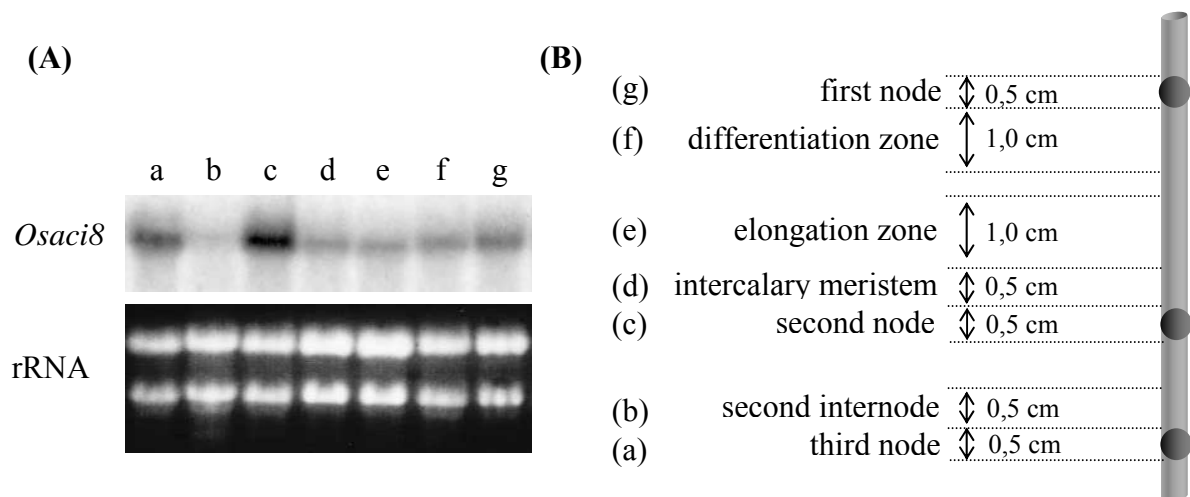 (A)
a b c d e f g
Osaci8
rRNA
(B)
(g) first node 0,5 cm
(f) differentiation zone 1,0 cm
(e) elongation zone 1,0 cm
(d) intercalary meristem 0,5 cm
(c) second node 0,5 cm
(b) second internode 0,5 cm
(a) third node 0,5 cm